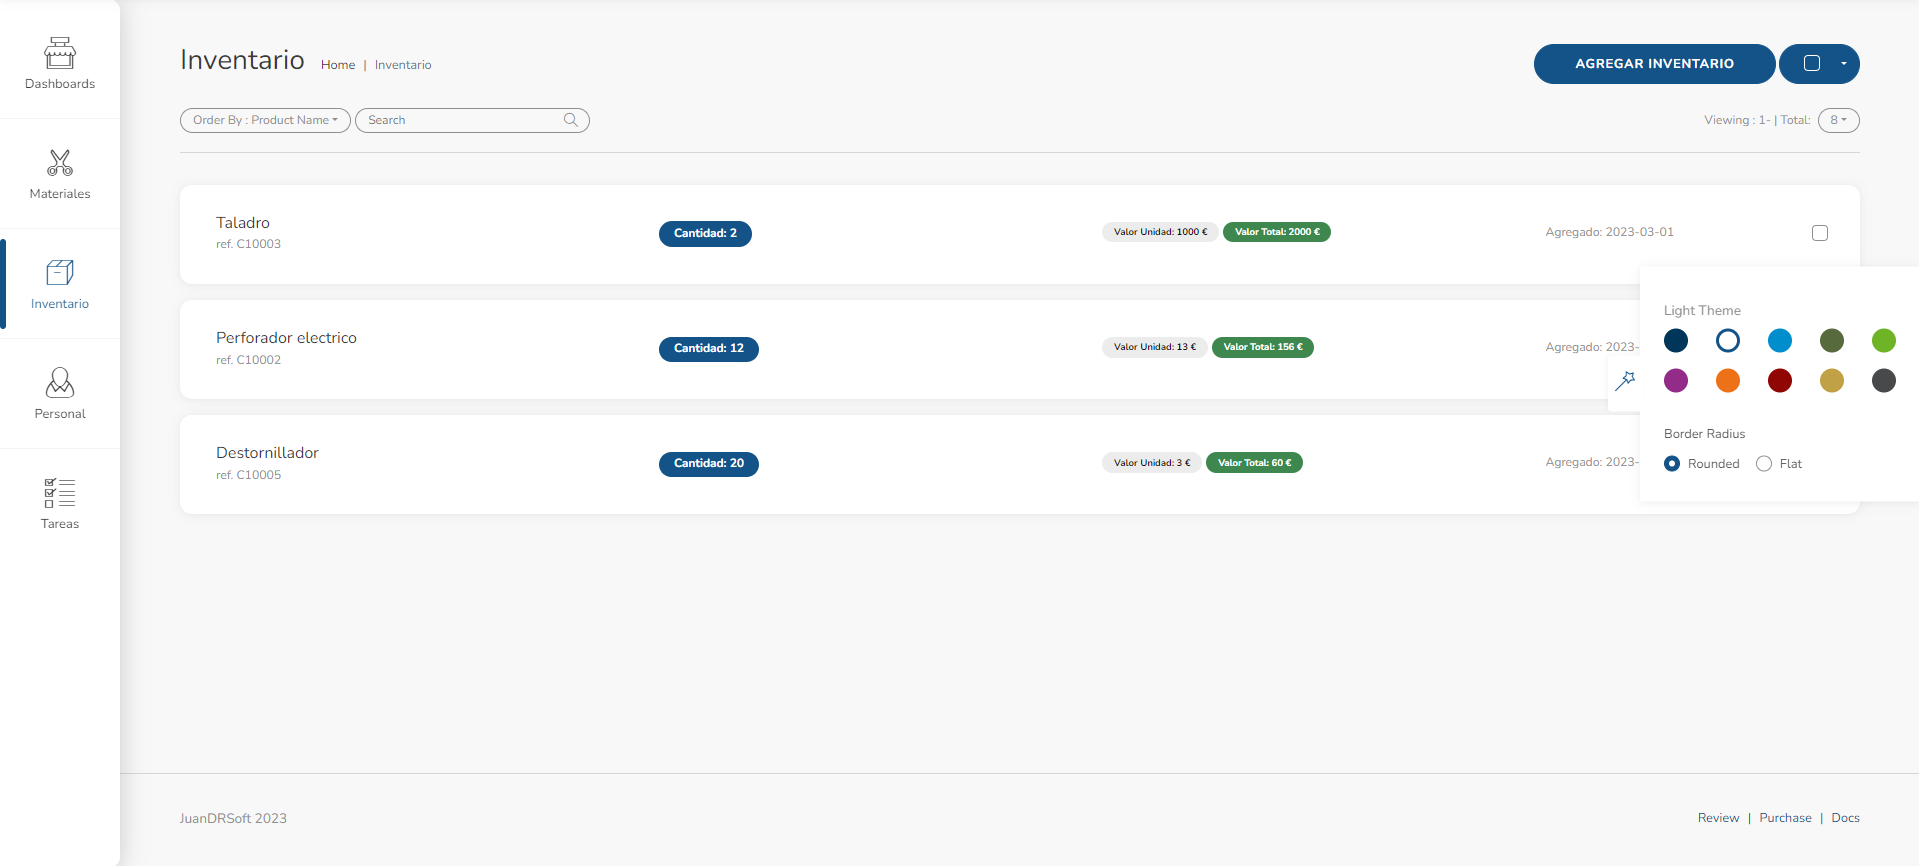 Dashboards
Materiales
Inventario
Personal
Tareas
Inventario Home | Inventario
AGREGAR INVENTARIO
Order By : Product Name Search
Viewing : 1- | Total: 8
Taladro
ref. C10003
Cantidad: 2
Valor Unidad: 1000 € Valor Total: 2000 €
Agregado: 2023-03-01
Perforador electrico
ref. C10002
Cantidad: 12
Valor Unidad: 13 € Valor Total: 156 €
Agregado: 2023-
Destornillador
ref. C10005
Cantidad: 20
Valor Unidad: 3 € Valor Total: 60 €
Agregado: 2023-
Light Theme
Border Radius
Rounded Flat
JuanDRSoft 2023
Review | Purchase | Docs